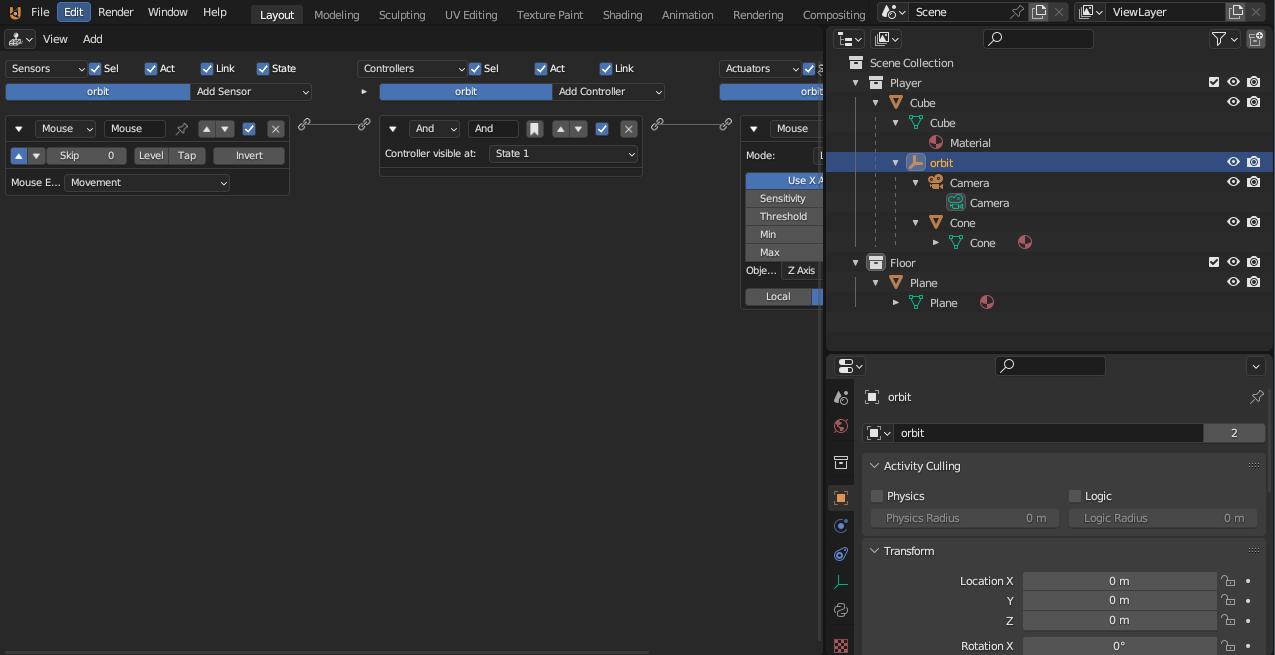 File Edit Render Window Help Layout Modeling Sculpting UV Editing Texture Paint Shading Animation Rendering Compositing Scene ViewLayer
View Add
Sensors Sel Act Link State Controllers Sel Act Link Actuators
orbit Add Sensor orbit Add Controller orbit
Mouse Mouse And And Mouse
Skip 0 Level Tap Invert Controller visible at: State 1 Mode:
Mouse E... Movement
Use X A
Sensitivity
Threshold
Min
Max
Obje... Z Axis
Local
Scene Collection
Player
Cube
Cube
Material
orbit
Camera
Camera
Cone
Cone
Floor
Plane
Plane
orbit
orbit 2
Activity Culling
Physics Logic
Physics Radius 0 m Logic Radius 0 m
Transform
Location X 0 m
Y 0 m
Z 0 m
Rotation X 0°